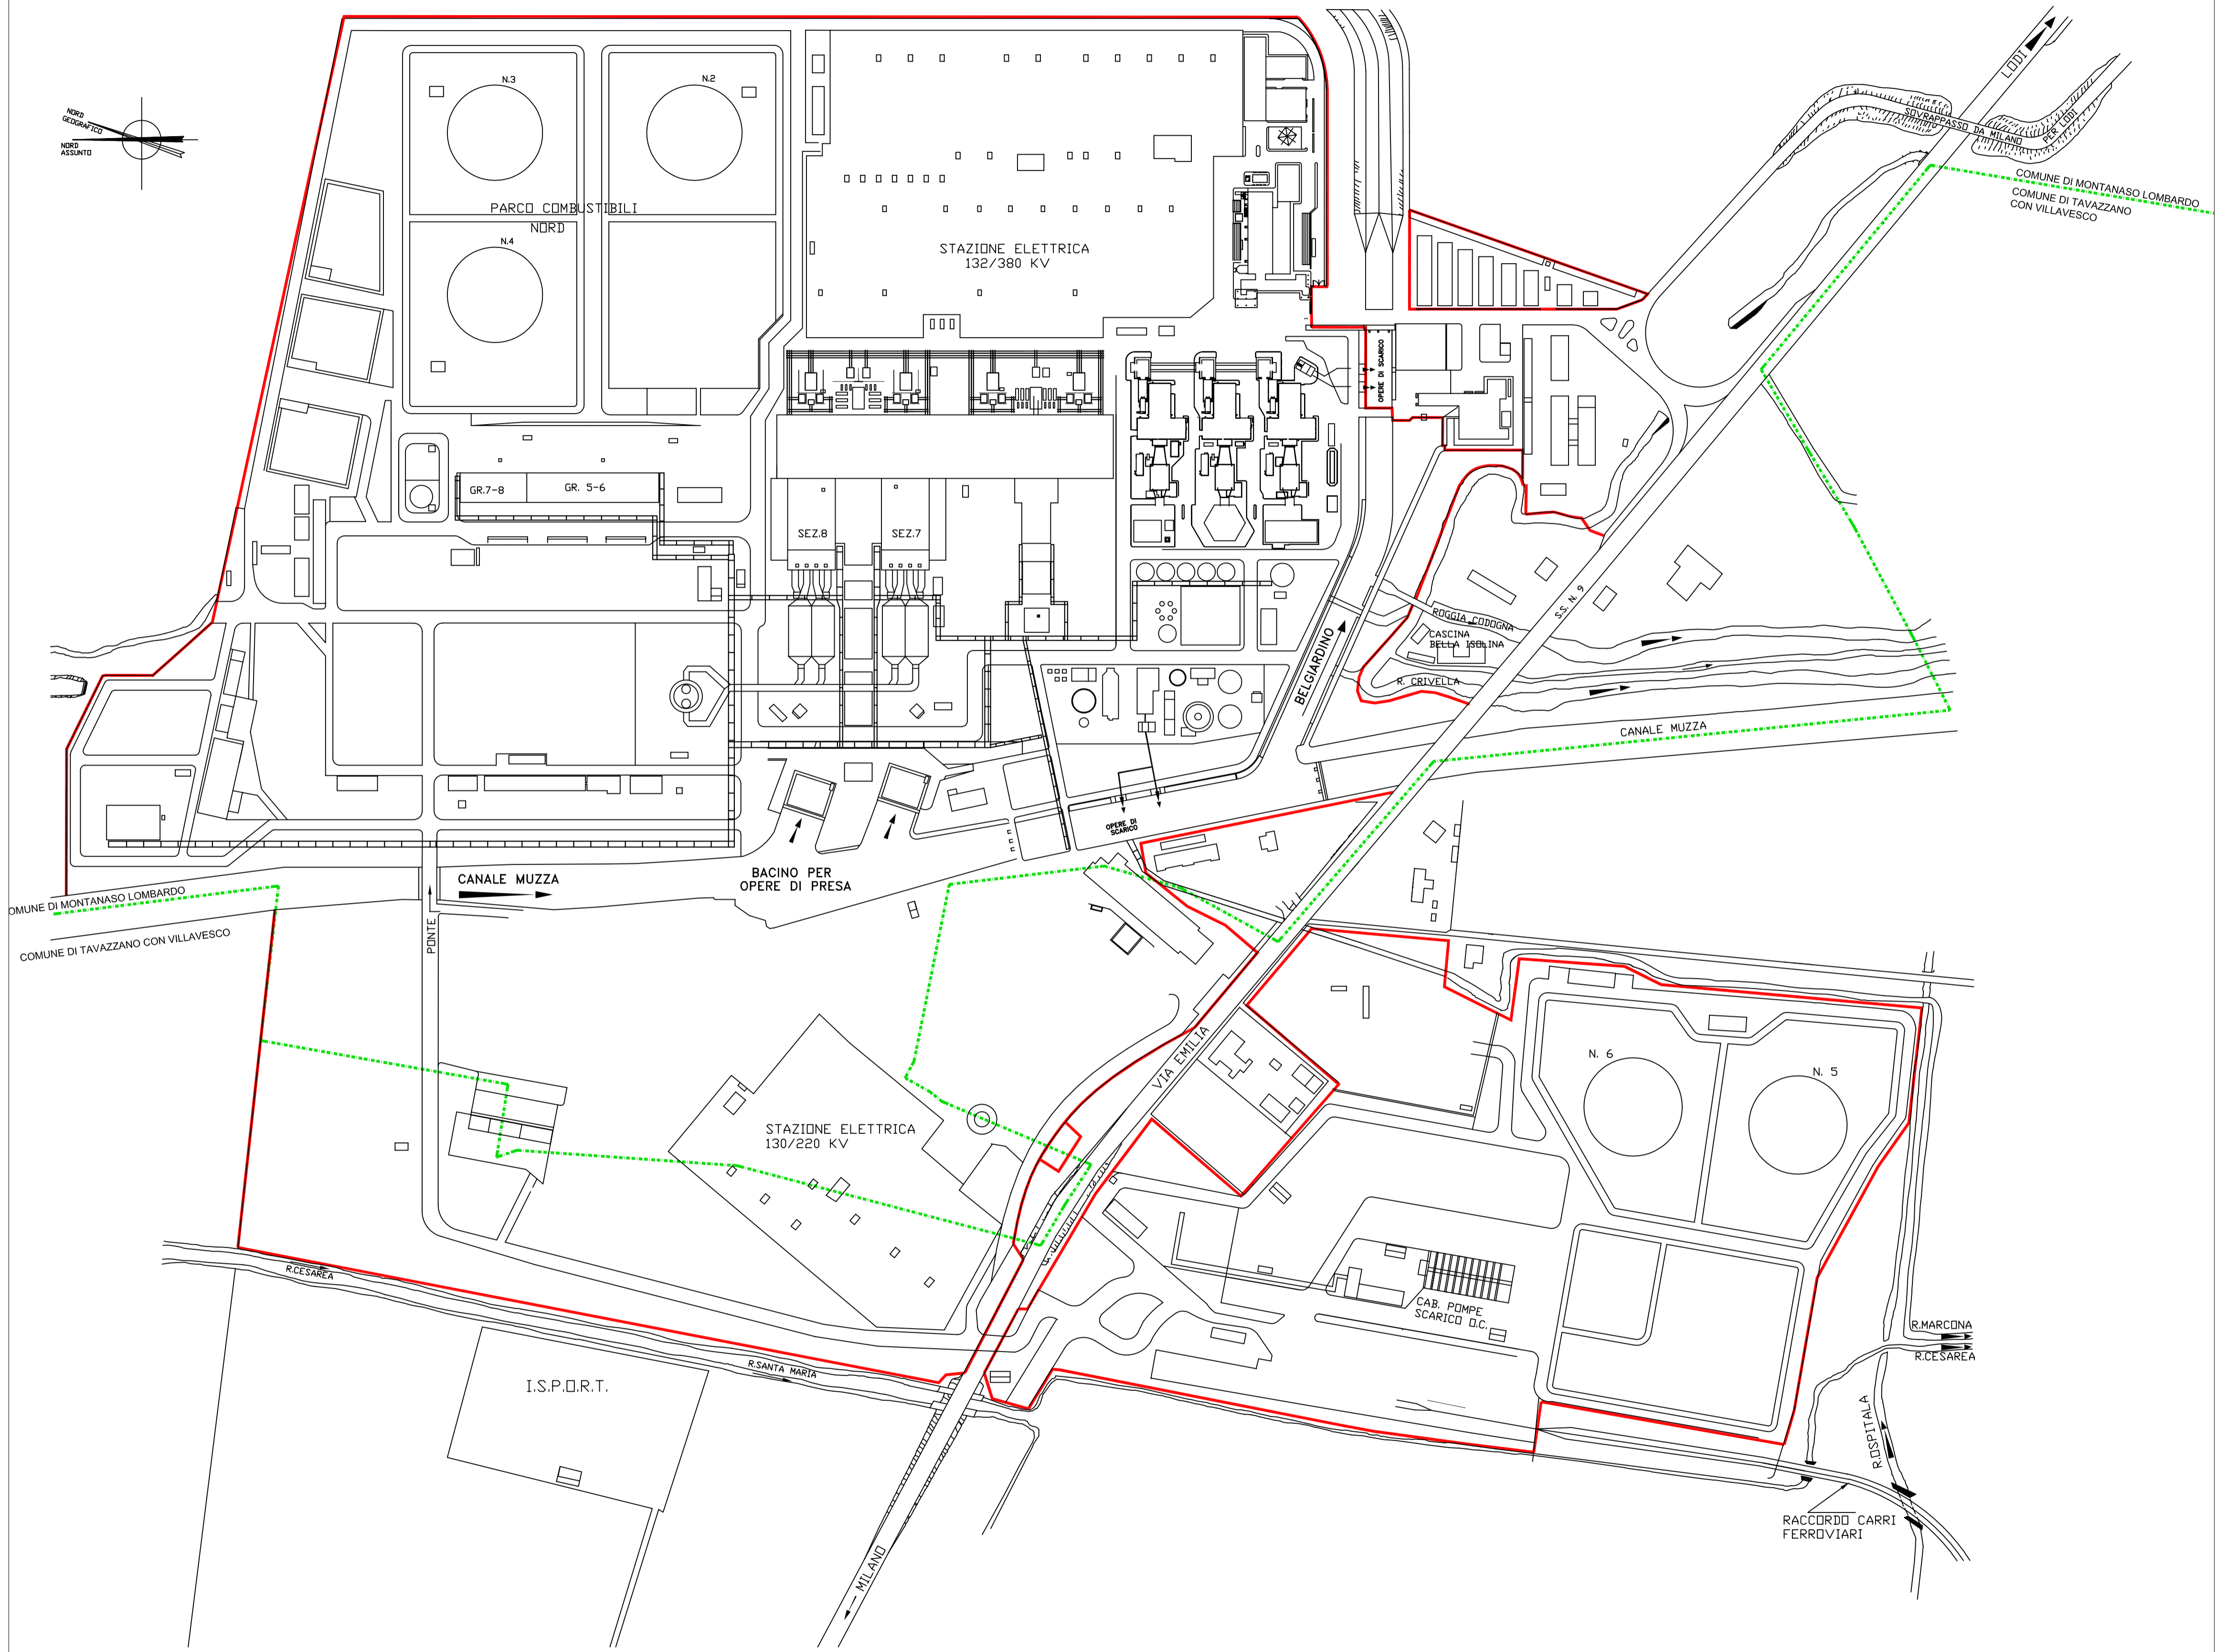 LODI
N.3
N.2
NORD
GEOGRAFICO
NORD
ASSUNTO
SOVRAPPASSO DA MILANO
PER LODI
COMUNE DI MONTANASO LOMBARDO
COMUNE DI TAVAZZANO
CON VILLAVESCO
PARCO COMBUSTIBILI
NORD
N.4
STAZIONE ELETTRICA
132/380 KV
OPERE DI SCARICO
GR.7-8
GR. 5-6
SEZ.8
SEZ.7
S.S. N. 9
ROGGIA CODOGNA
CASCINA
BELLA ISOLINA
R. CRIVELLA
BELGIARDINO
CANALE MUZZA
OPERE DI
SCARICO
BACINO PER
OPERE DI PRESA
CANALE MUZZA
OMUNE DI MONTANASO LOMBARDO
COMUNE DI TAVAZZANO CON VILLAVESCO
PONTE
VIA EMILIA
N. 6
N. 5
STAZIONE ELETTRICA
130/220 KV
R.CESAREA
CAB. POMPE
SCARICO O.C.
R.MARCONA
R.CESAREA
R.SANTA MARIA
I.S.P.O.R.T.
R.OSPITALA
RACCORDO CARRI
FERROVIARI
MILANO